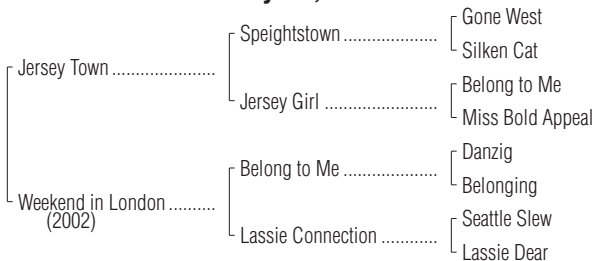 Gone West
Speightstown ...................
Silken Cat
Jersey Town .....................
Belong to Me
Jersey Girl .......................
Miss Bold Appeal
Danzig
Belong to Me ...................
Belonging
Weekend in London ..........
(2002)
Seattle Slew
Lassie Connection ............
Lassie Dear